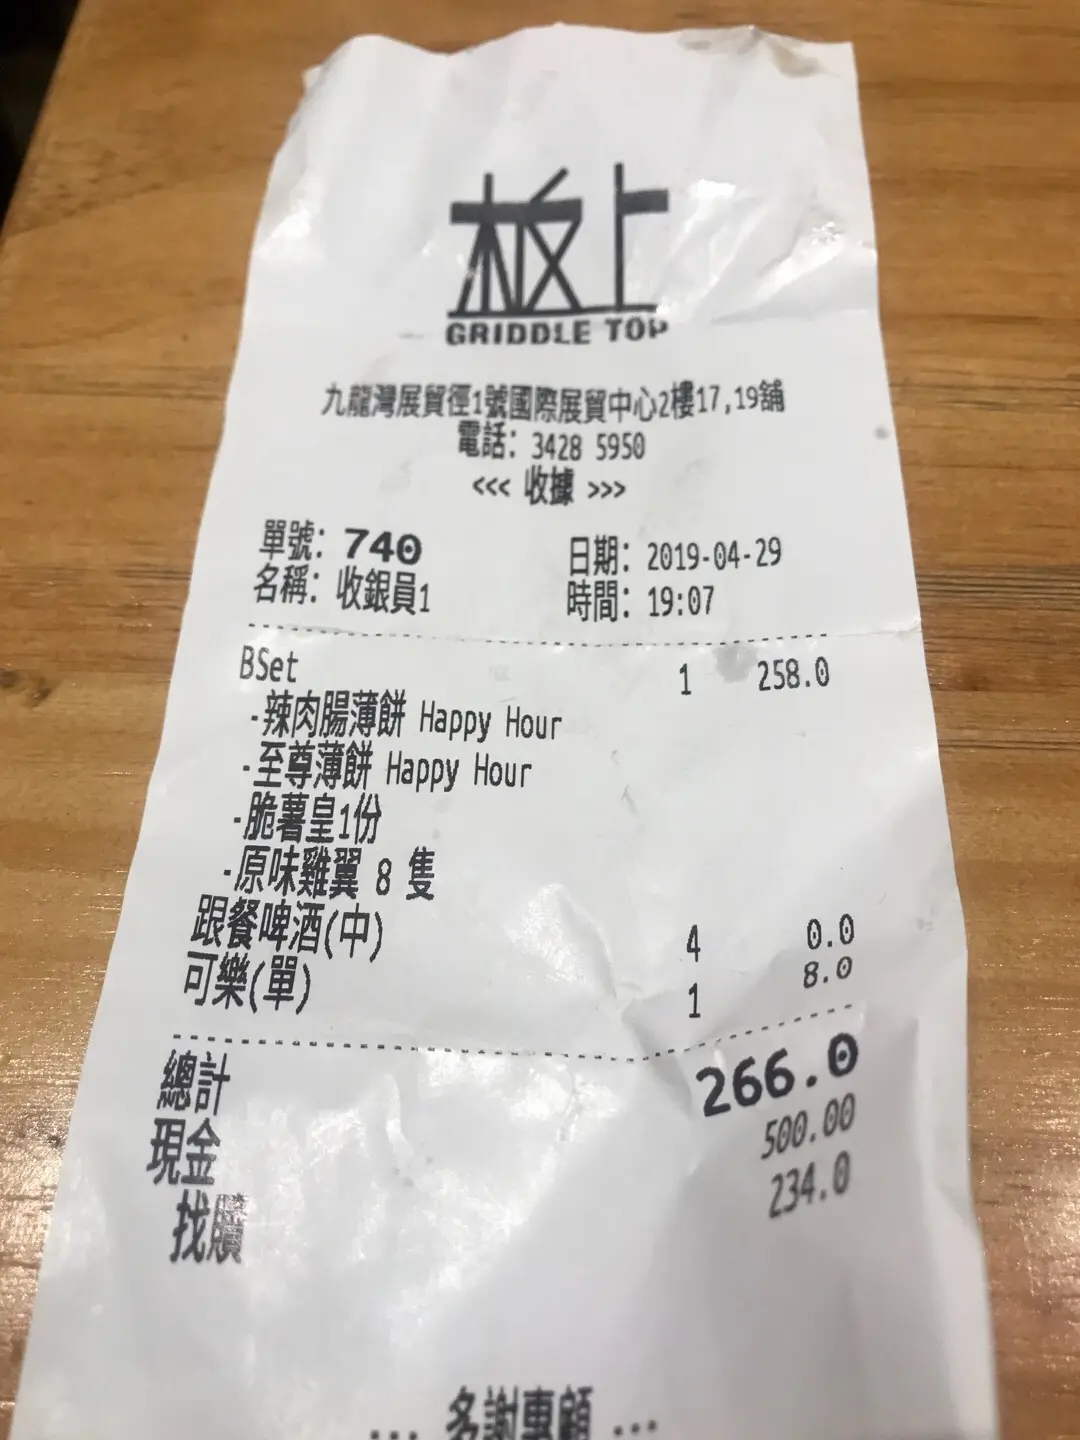 极上
GRIDDLE TOP
九龍灣展貿徑1號國際展貿中心2樓17,19舖
電話: 3428 5950
<<< 收據 >>>
單號: 740 日期: 2019-04-29
名稱: 收銀員1 時間: 19:07
BSet 1 258.0
-辣肉腸薄餅 Happy Hour
-至尊薄餅 Happy Hour
-脆薯皇1份
-原味雞翼 8 隻
跟餐啤酒(中) 4 0.0
可樂(單) 1 8.0
總計 266.0
現金 500.00
找贖 234.0
... 多謝惠顧 ...